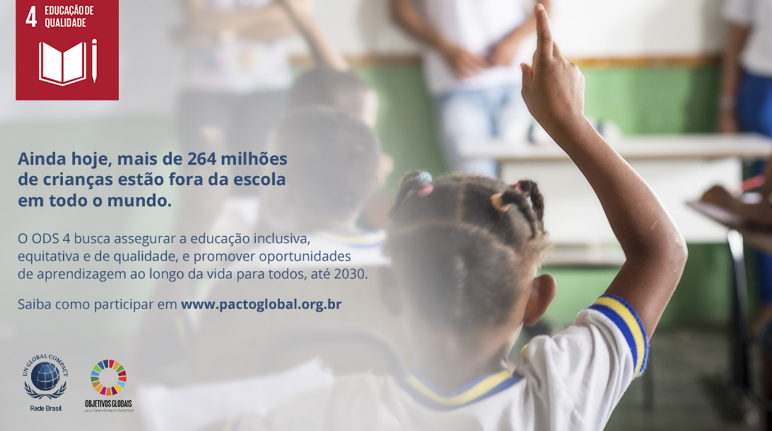 4 EDUCAÇÃO DE
QUALIDADE
Ainda hoje, mais de 264 milhões
de crianças estão fora da escola
em todo o mundo.
O ODS 4 busca assegurar a educação inclusiva,
equitativa e de qualidade, e promover oportunidades
de aprendizagem ao longo da vida para todos, até 2030.
Saiba como participar em www.pactoglobal.org.br
UN GLOBAL COMPACT
Rede Brasil
OBJETIVOS GLOBAIS